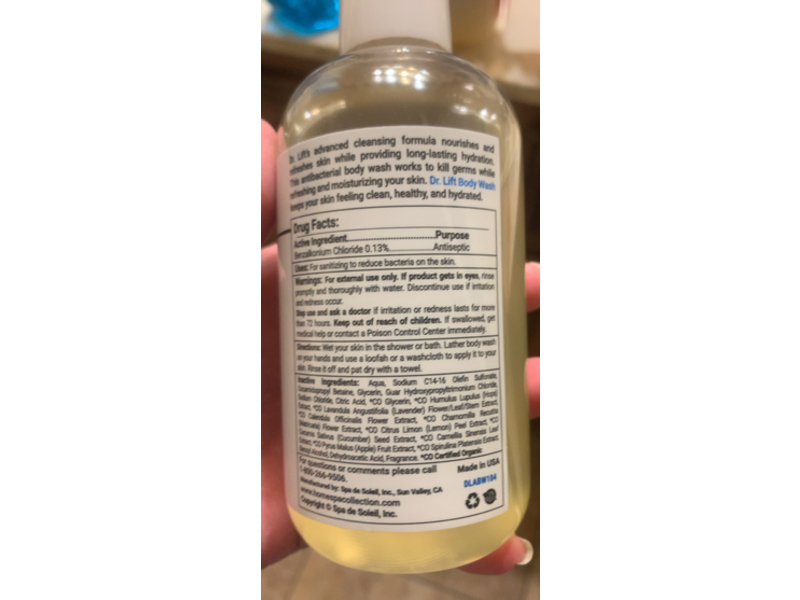 Dr. Lift's advanced cleansing formula nourishes and
refreshes skin while providing long-lasting hydration.
This antibacterial body wash works to kill germs while
refreshing and moisturizing your skin. Dr. Lift Body Wash
keeps your skin feeling clean, healthy, and hydrated.
Drug Facts:
Active Ingredient..............................Purpose
Benzalkonium Chloride 0.13%...............Antiseptic
Uses: For sanitizing to reduce bacteria on the skin.
Warnings: For external use only. If product gets in eyes, rinse
promptly and thoroughly with water. Discontinue use if irritation
and redness occur.
Stop use and ask a doctor if irritation or redness lasts for more
than 72 hours. Keep out of reach of children. If swallowed, get
medical help or contact a Poison Control Center immediately.
Directions: Wet your skin in the shower or bath. Lather body wash
on your hands and use a loofah or a washcloth to apply it to your
skin. Rinse it off and pat dry with a towel.
Inactive Ingredients: Aqua, Sodium C14-16 Olefin Sulfonate,
Cocamidopropyl Betaine, Glycerin, Guar Hydroxypropyltrimonium Chloride,
Sodium Chloride, Citric Acid, *CO Glycerin, *CO Humulus Lupulus (Hops)
Extract, *CO Lavandula Angustifolia (Lavender) Flower/Leaf/Stem Extract,
*CO Calendula Officinalis Flower Extract, *CO Chamomilla Recutita
(Matricaria) Flower Extract, *CO Citrus Limon (Lemon) Peel Extract, *CO
Cucumis Sativus (Cucumber) Seed Extract, *CO Camellia Sinensis Leaf
Extract, *CO Pyrus Malus (Apple) Fruit Extract, *CO Spirulina Platensis Extract,
Benzyl Alcohol, Dehydroacetic Acid, Fragrance. *CO Certified Organic
For questions or comments please call
1-800-266-9506.
Made in USA
Manufactured by: Spa de Soleil, Inc., Sun Valley, CA
www.homespacollection.com
Copyright © Spa de Soleil, Inc.
DLABW104